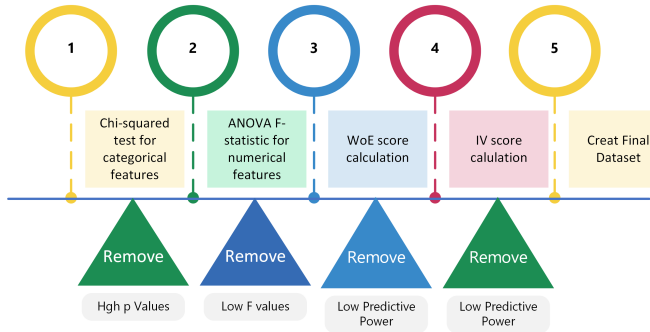 1
2
3
4
5
Chi-squared
test for
categorical
features
ANOVA F-
statistic for
numerical
features
WoE score
calculation
IV score
calulation
Creat Final
Dataset
Remove
Remove
Remove
Remove
Hgh p Values
Low F values
Low Predictive
Power
Low Predictive
Power